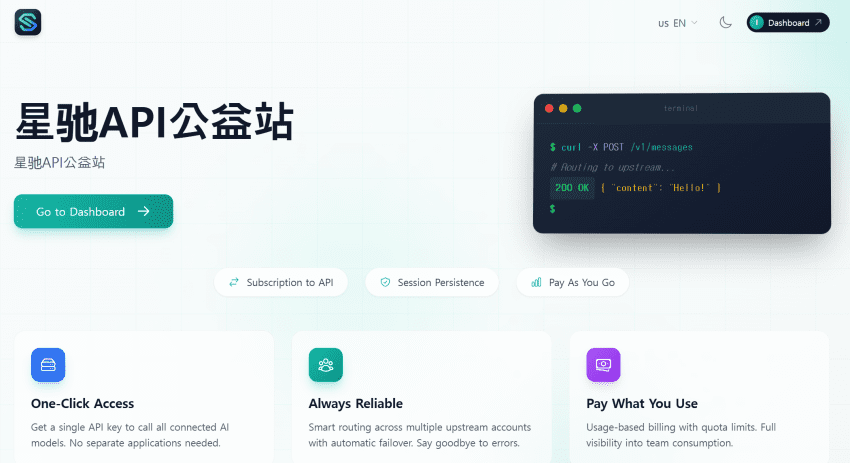 us EN
I
Dashboard
星驰API公益站
星驰API公益站
Go to Dashboard
terminal
$ curl -X POST /v1/messages
# Routing to upstream...
200 OK { "content": "Hello!" }
$
Subscription to API
Session Persistence
Pay As You Go
One-Click Access
Get a single API key to call all connected AI
models. No separate applications needed.
Always Reliable
Smart routing across multiple upstream accounts
with automatic failover. Say goodbye to errors.
Pay What You Use
Usage-based billing with quota limits. Full
visibility into team consumption.